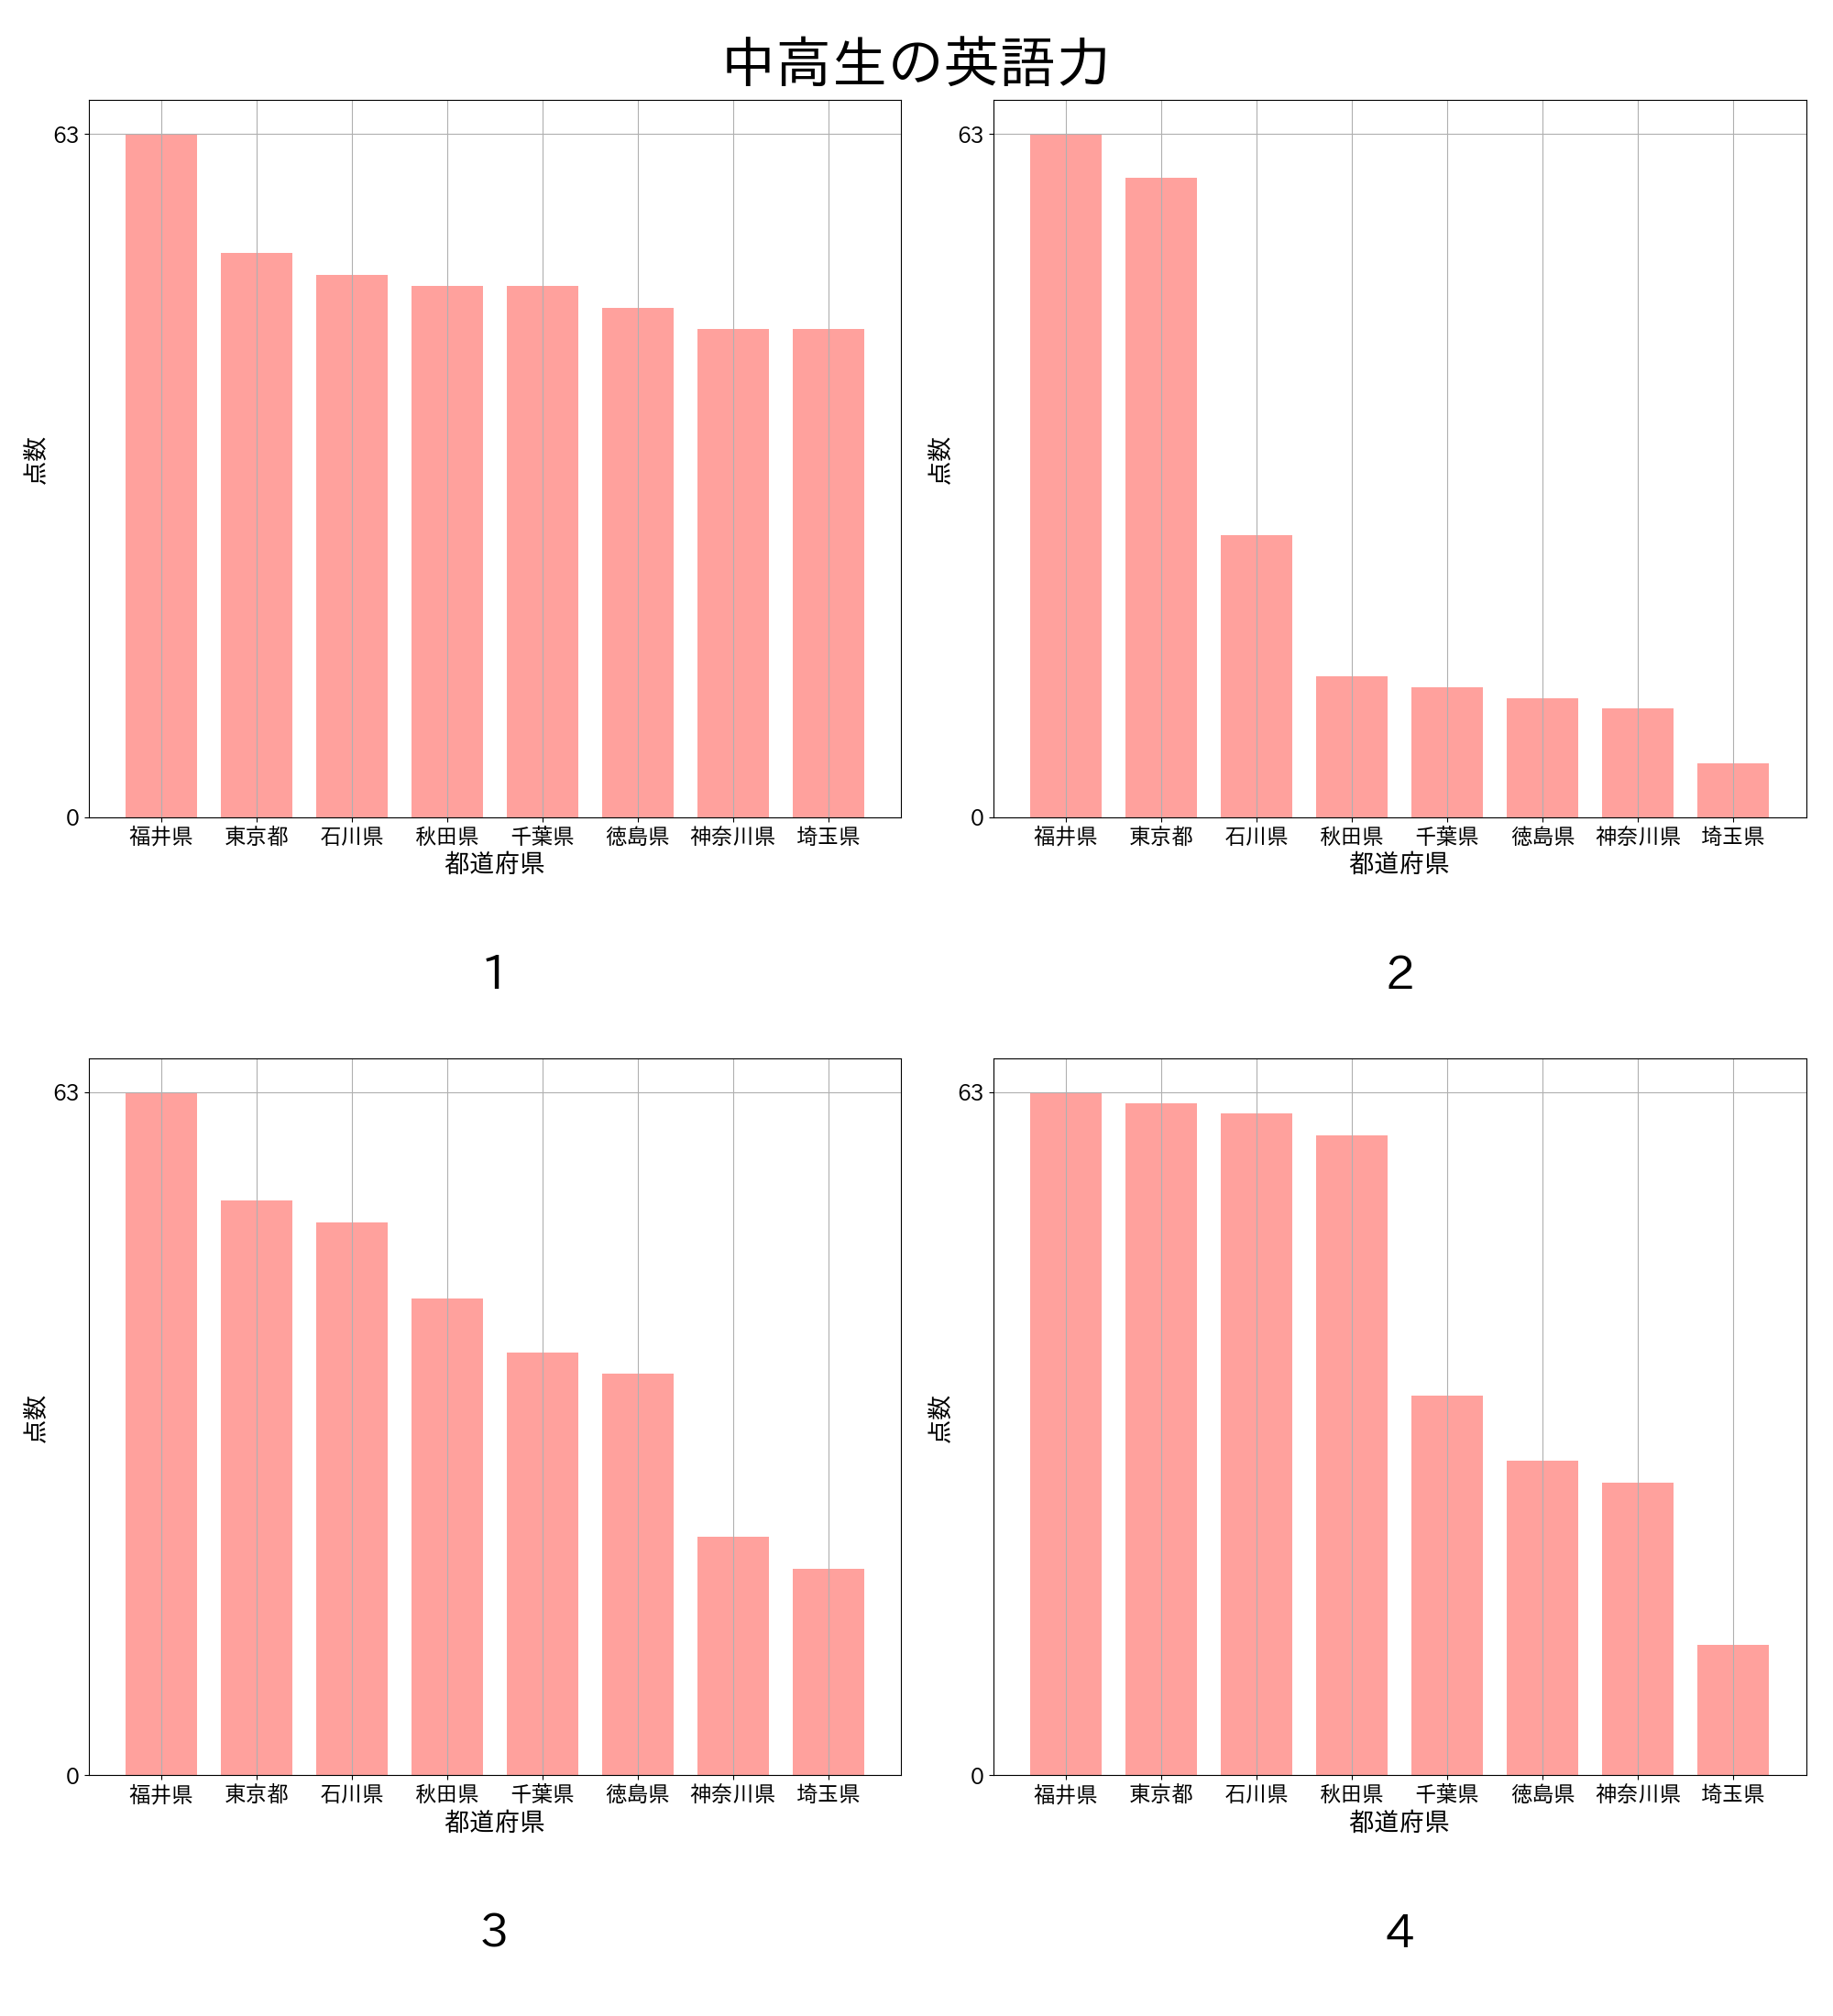 中高生の英語力
63
0
点数
福井県 東京都 石川県 秋田県 千葉県 徳島県 神奈川県 埼玉県
都道府県
1
63
0
点数
福井県 東京都 石川県 秋田県 千葉県 徳島県 神奈川県 埼玉県
都道府県
2
63
0
点数
福井県 東京都 石川県 秋田県 千葉県 徳島県 神奈川県 埼玉県
都道府県
3
63
0
点数
福井県 東京都 石川県 秋田県 千葉県 徳島県 神奈川県 埼玉県
都道府県
4